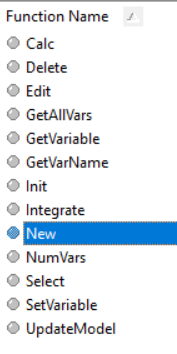 Function Name
Calc
Delete
Edit
GetAllVars
GetVariable
GetVarName
Init
Integrate
New
NumVars
Select
SetVariable
UpdateModel